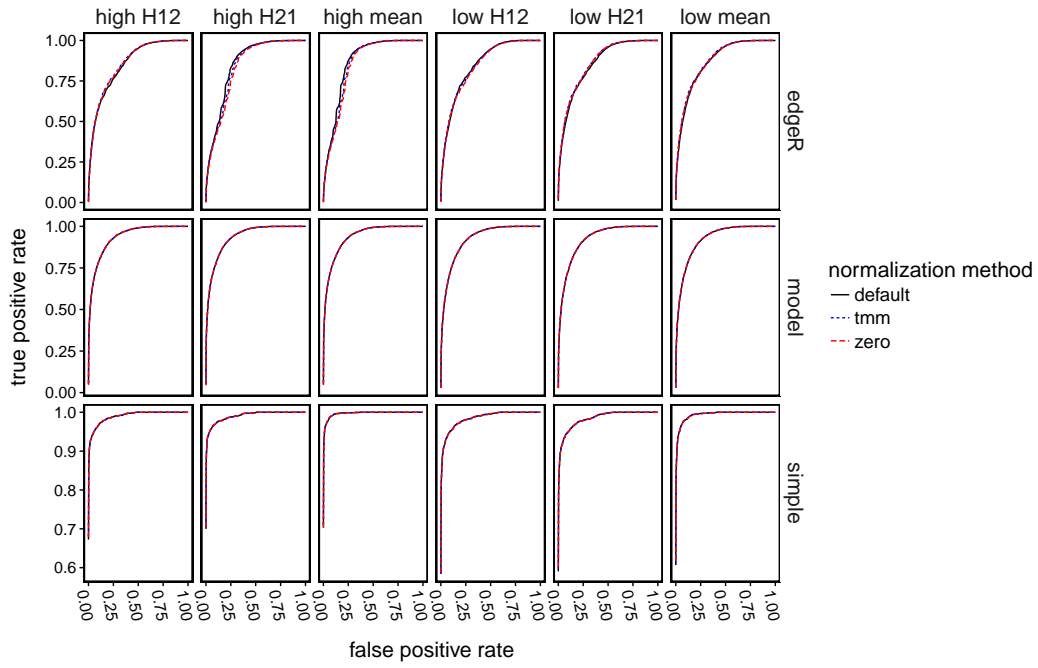 high H12 high H21 high mean low H12 low H21 low mean
1.00
0.75
0.50
0.25
0.00
edgeR
1.00
0.75
0.50
0.25
0.00
model
1.0
0.9
0.8
0.7
0.6
simple
true positive rate
0.00 0.25 0.50 0.75 1.00 0.00 0.25 0.50 0.75 1.00 0.00 0.25 0.50 0.75 1.00 0.00 0.25 0.50 0.75 1.00 0.00 0.25 0.50 0.75 1.00 0.00 0.25 0.50 0.75 1.00
false positive rate
normalization method
default
tmm
zero